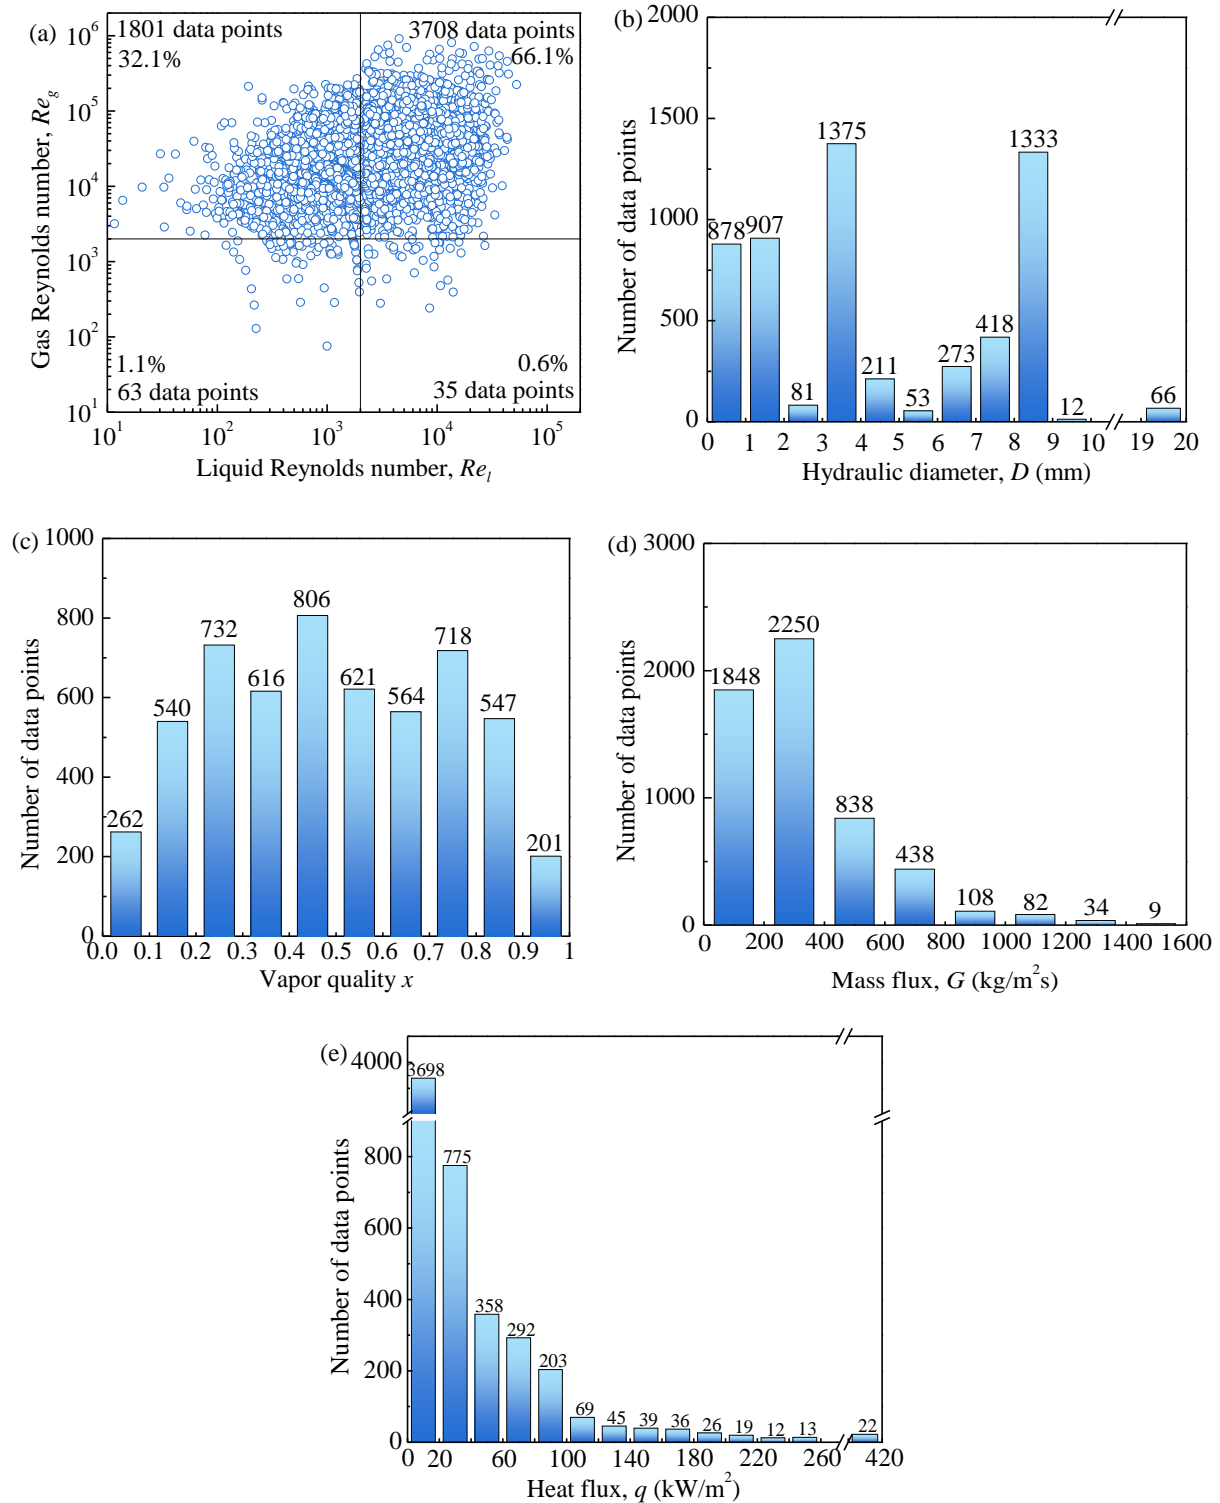 (a)
1801 data points
32.1%
3708 data points
66.1%
1.1%
63 data points
0.6%
35 data points
Gas Reynolds number, Re_g
10^6
10^5
10^4
10^3
10^2
10^1
10^1 10^2 10^3 10^4 10^5
Liquid Reynolds number, Re_l
(b)
Number of data points
2000
1500
1000
500
0
878 907 81 1375 211 53 273 418 1333 12 66
0 1 2 3 4 5 6 7 8 9 10 19 20
Hydraulic diameter, D (mm)
(c)
Number of data points
1000
800
600
400
200
0
262 540 732 616 806 621 564 718 547 201
0.0 0.1 0.2 0.3 0.4 0.5 0.6 0.7 0.8 0.9 1
Vapor quality x
(d)
Number of data points
3000
2000
1000
0
1848 2250 838 438 108 82 34 9
0 200 400 600 800 1000 1200 1400 1600
Mass flux, G (kg/m²s)
(e)
Number of data points
4000
800
600
400
200
0
3698 775 358 292 203 69 45 39 36 26 19 12 13 22
0 20 60 100 140 180 220 260 420
Heat flux, q (kW/m²)